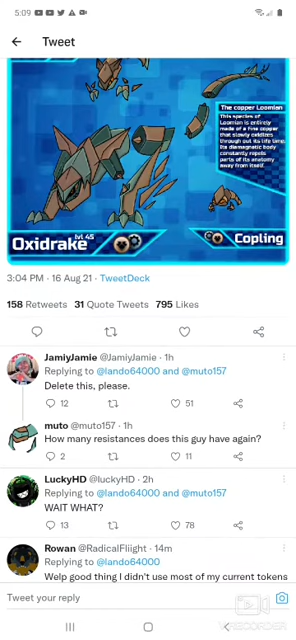 5:09
Tweet
The copper Loomian
This species of
Loomian is entirely
made of a fine copper
that slowly oxidizes
through out its life time.
Its diamagnetic body
constantly repels
parts of its anatomy
away from itself.
lvl 45
Oxidrake
Copling
3:04 PM · 16 Aug 21 · TweetDeck
158 Retweets 31 Quote Tweets 795 Likes
JamiyJamie @JamiyJamie · 1h
Replying to @lando64000 and @muto157
Delete this, please.
12 51
muto @muto157 · 1h
How many resistances does this guy have again?
2 11
LuckyHD @luckyHD · 2h
Replying to @lando64000 and @muto157
WAIT WHAT?
13 78
Rowan @RadicalFliight · 14m
Replying to @lando64000
Welp good thing I didn't use most of my current tokens
Tweet your reply
VRECORDER